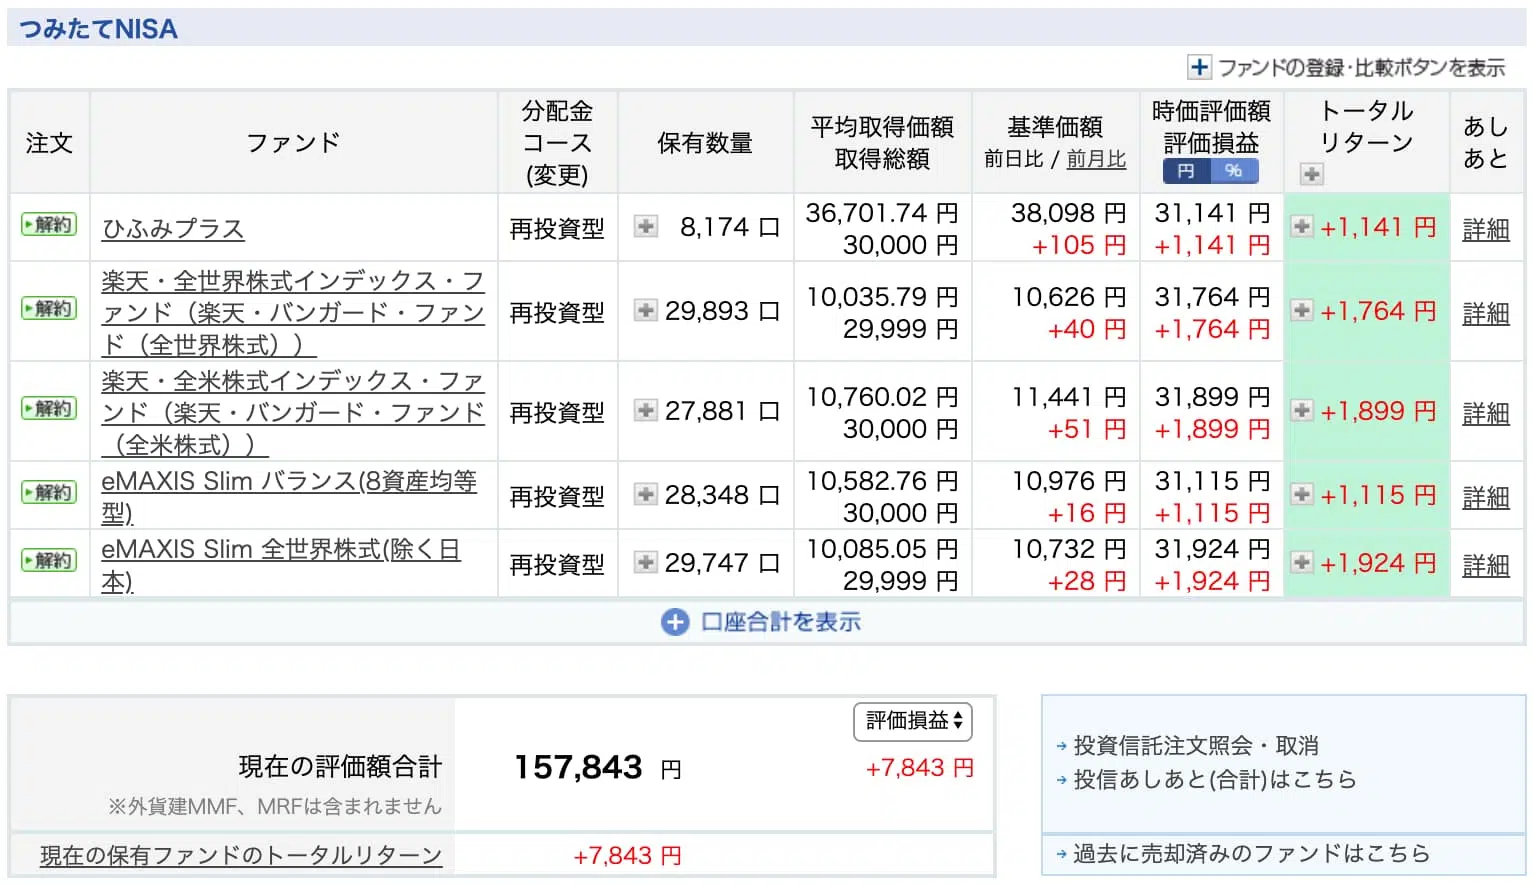 つみたてNISA
ファンドの登録・比較ボタンを表示
注文
ファンド
分配金
コース
(変更)
保有数量
平均取得価額
取得総額
基準価額
前日比 / 前月比
時価評価額
評価損益
円 %
トータル
リターン
あし
あと
解約
ひふみプラス
再投資型
8,174 口
36,701.74 円
30,000 円
38,098 円
+105 円
31,141 円
+1,141 円
+1,141 円
詳細
解約
楽天・全世界株式インデックス・フ
ァンド（楽天・バンガード・ファン
ド（全世界株式））
再投資型
29,893 口
10,035.79 円
29,999 円
10,626 円
+40 円
31,764 円
+1,764 円
+1,764 円
詳細
解約
楽天・全米株式インデックス・ファ
ンド（楽天・バンガード・ファンド
（全米株式））
再投資型
27,881 口
10,760.02 円
30,000 円
11,441 円
+51 円
31,899 円
+1,899 円
+1,899 円
詳細
解約
eMAXIS Slim バランス(8資産均等
型)
再投資型
28,348 口
10,582.76 円
30,000 円
10,976 円
+16 円
31,115 円
+1,115 円
+1,115 円
詳細
解約
eMAXIS Slim 全世界株式(除く日
本)
再投資型
29,747 口
10,085.05 円
29,999 円
10,732 円
+28 円
31,924 円
+1,924 円
+1,924 円
詳細
口座合計を表示
評価損益
現在の評価額合計
157,843 円
+7,843 円
※外貨建MMF、MRFは含まれません
現在の保有ファンドのトータルリターン
+7,843 円
投資信託注文照会・取消
投信あしあと(合計)はこちら
過去に売却済みのファンドはこちら